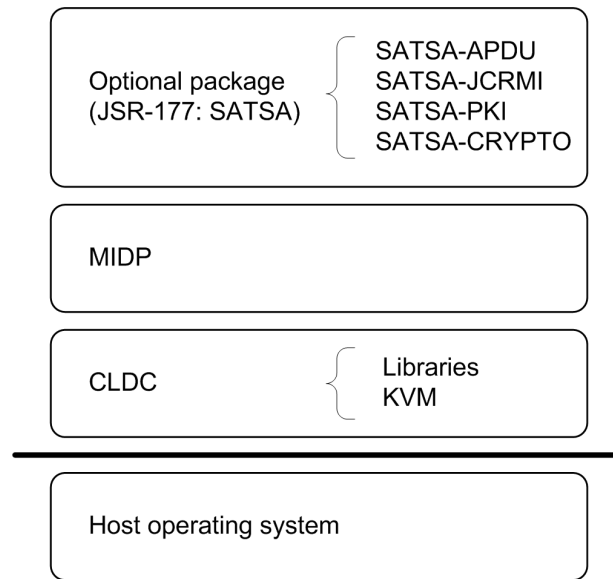 Optional package
(JSR-177: SATSA)
SATSA-APDU
SATSA-JCRMI
SATSA-PKI
SATSA-CRYPTO
MIDP
CLDC
Libraries
KVM
Host operating system